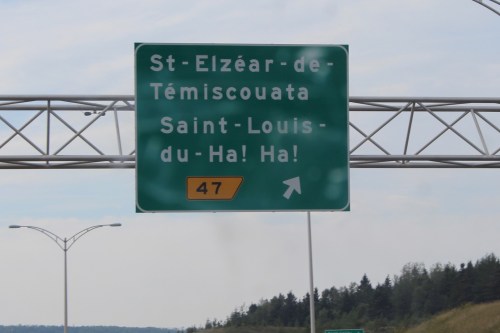 St-Elzéar-de-
Témiscouata
Saint-Louis-
du-Ha! Ha!
47